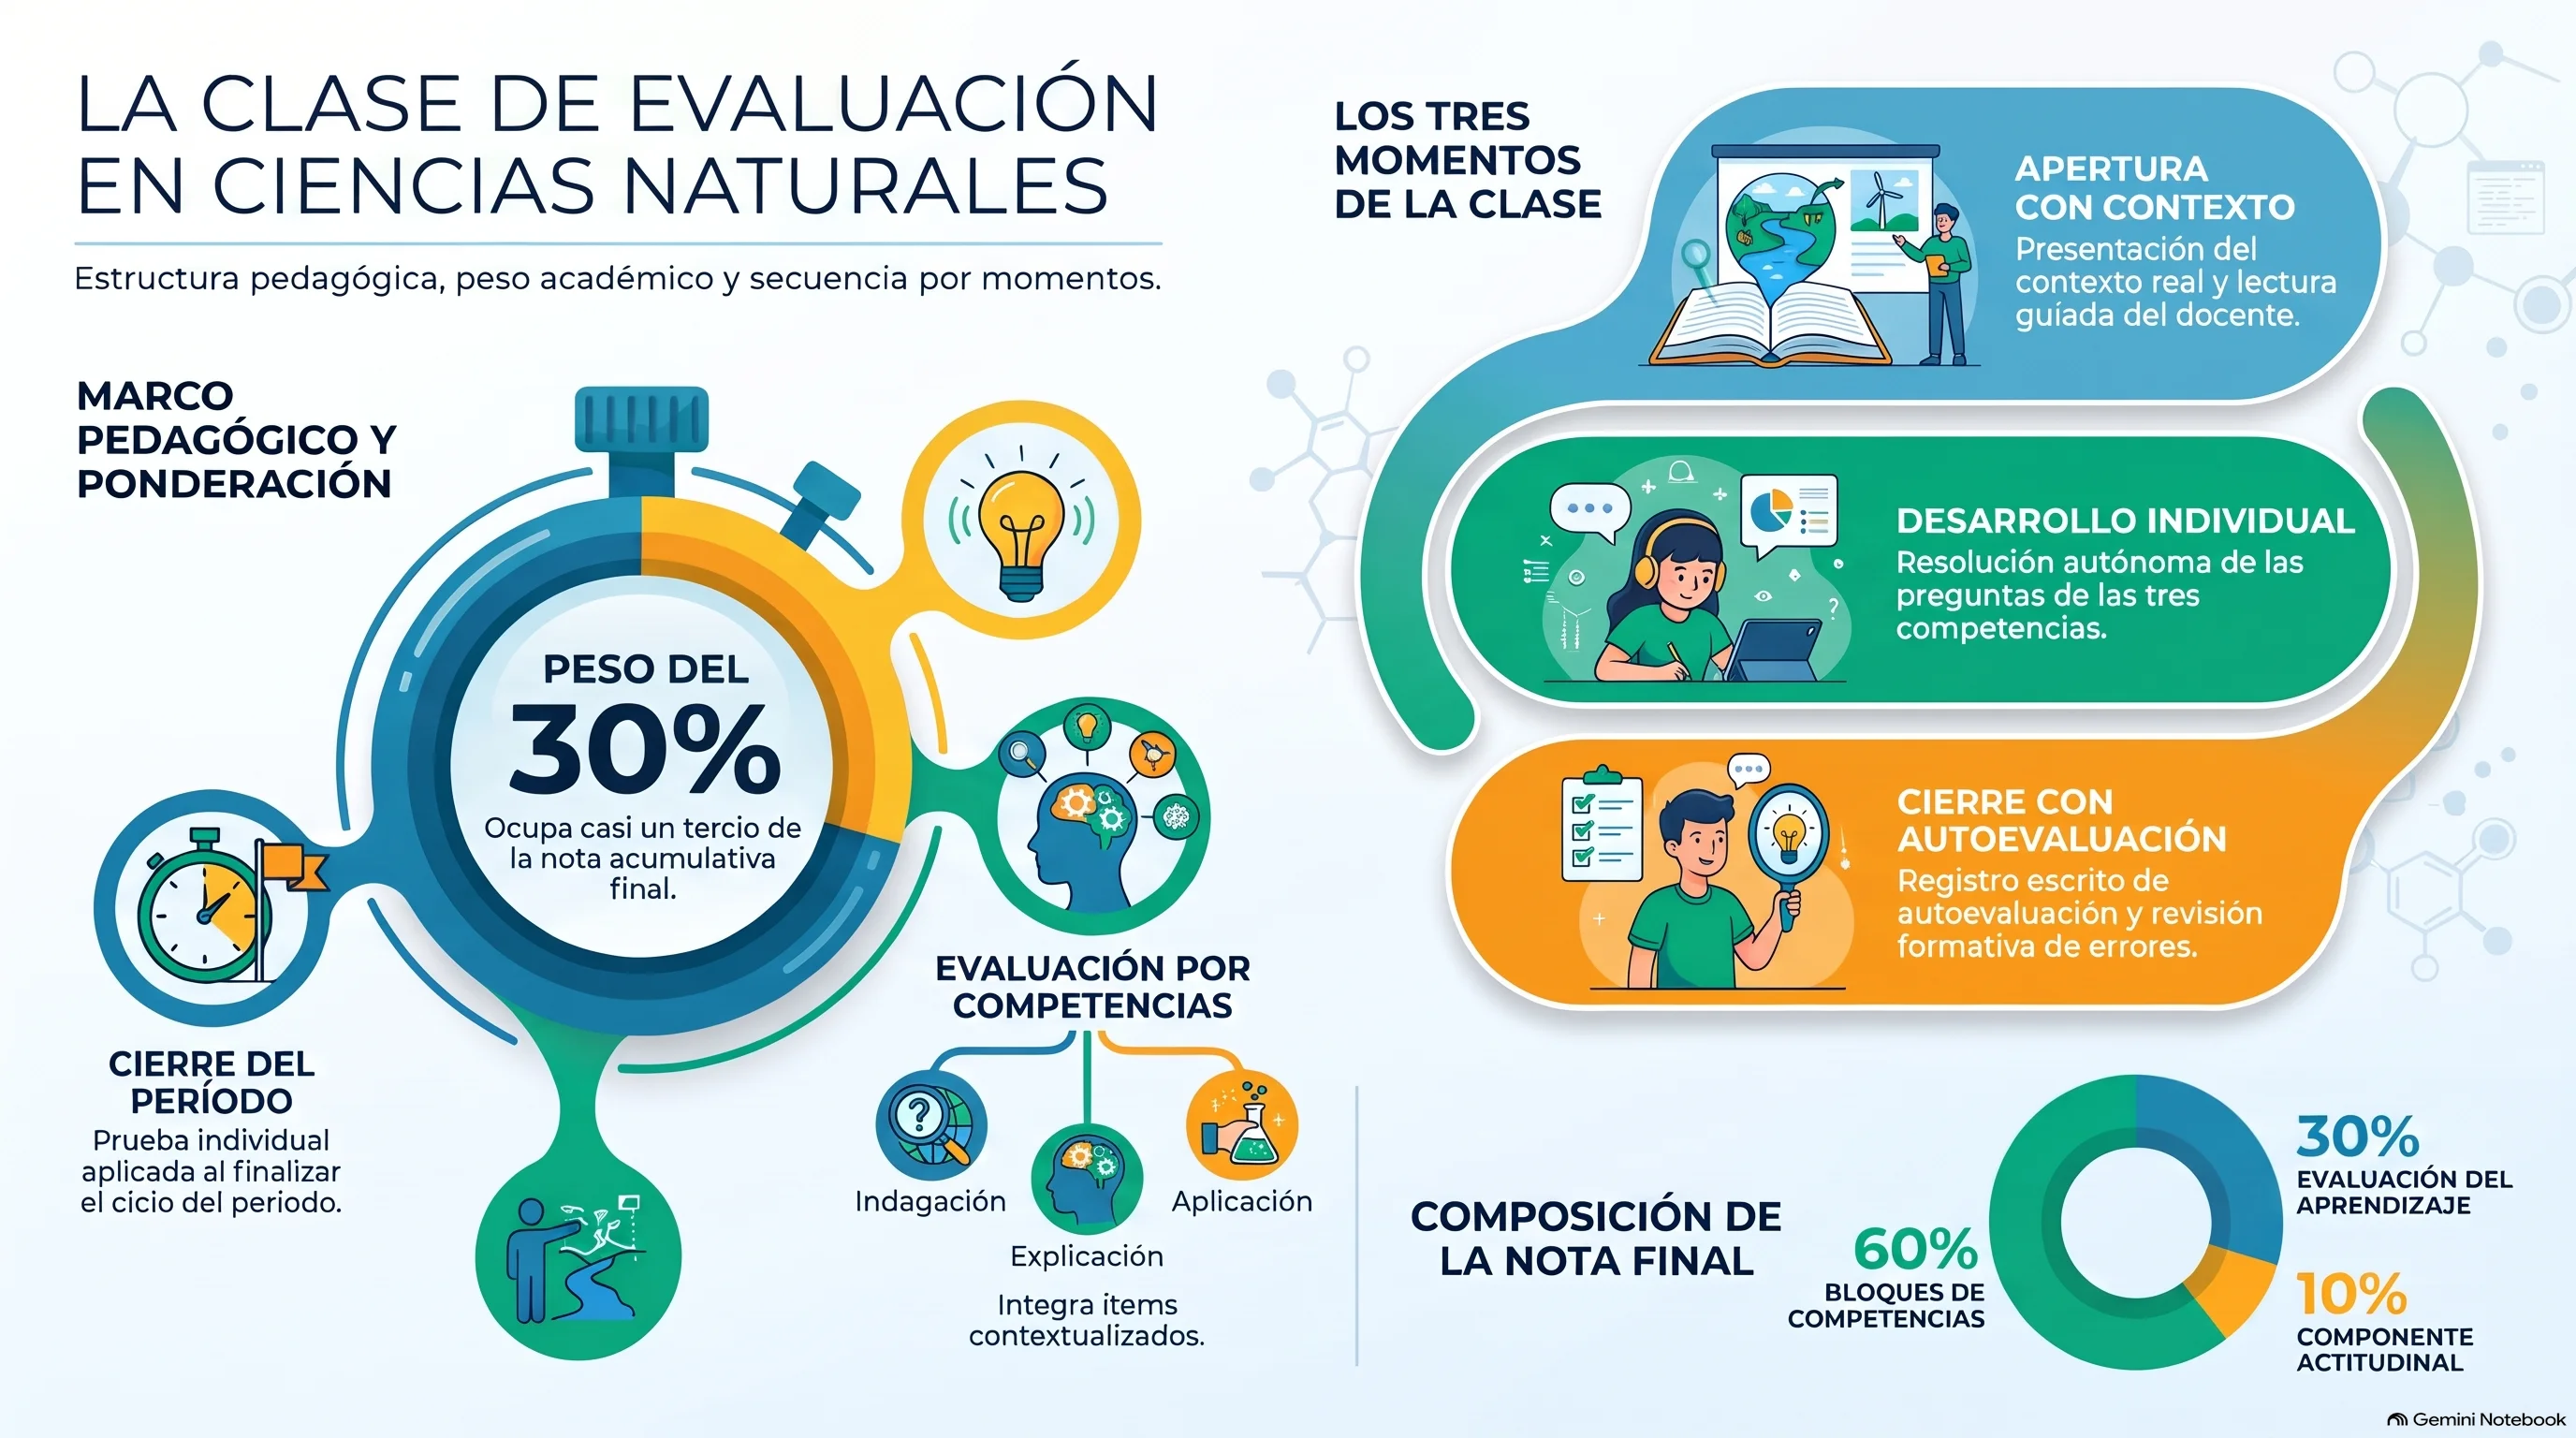 LA CLASE DE EVALUACIÓN
EN CIENCIAS NATURALES
Estructura pedagógica, peso académico y secuencia por momentos.
MARCO
PEDAGÓGICO Y
PONDERACIÓN
PESO DEL
30%
Ocupa casi un tercio de
la nota acumulativa
final.
CIERRE DEL
PERÍODO
Prueba individual
aplicada al finalizar
el cicio del periodo.
EVALUACIÓN POR
COMPETENCIAS
?
Indagación
Explicación
Aplicación
Integra items
contextualizados.
LOS TRES
MOMENTOS
DE LA CLASE
APERTURA
CON CONTEXTO
Presentación del
contexto real y lectura
guíada del docente.
DESARROLLO INDIVIDUAL
Resolución autónoma de las
preguntas de las tres
competencias.
?
CIERRE CON
AUTOEVALUACIÓN
Registro escrito de
autoevaluación y revisión
formativa de errores.
COMPOSICIÓN DE
LA NOTA FINAL
60%
BLOQUES DE
COMPETENCIAS
30%
EVALUACIÓN DEL
APRENDIZAJE
10%
COMPONENTE
ACTITUDINAL
Gemini Notebook